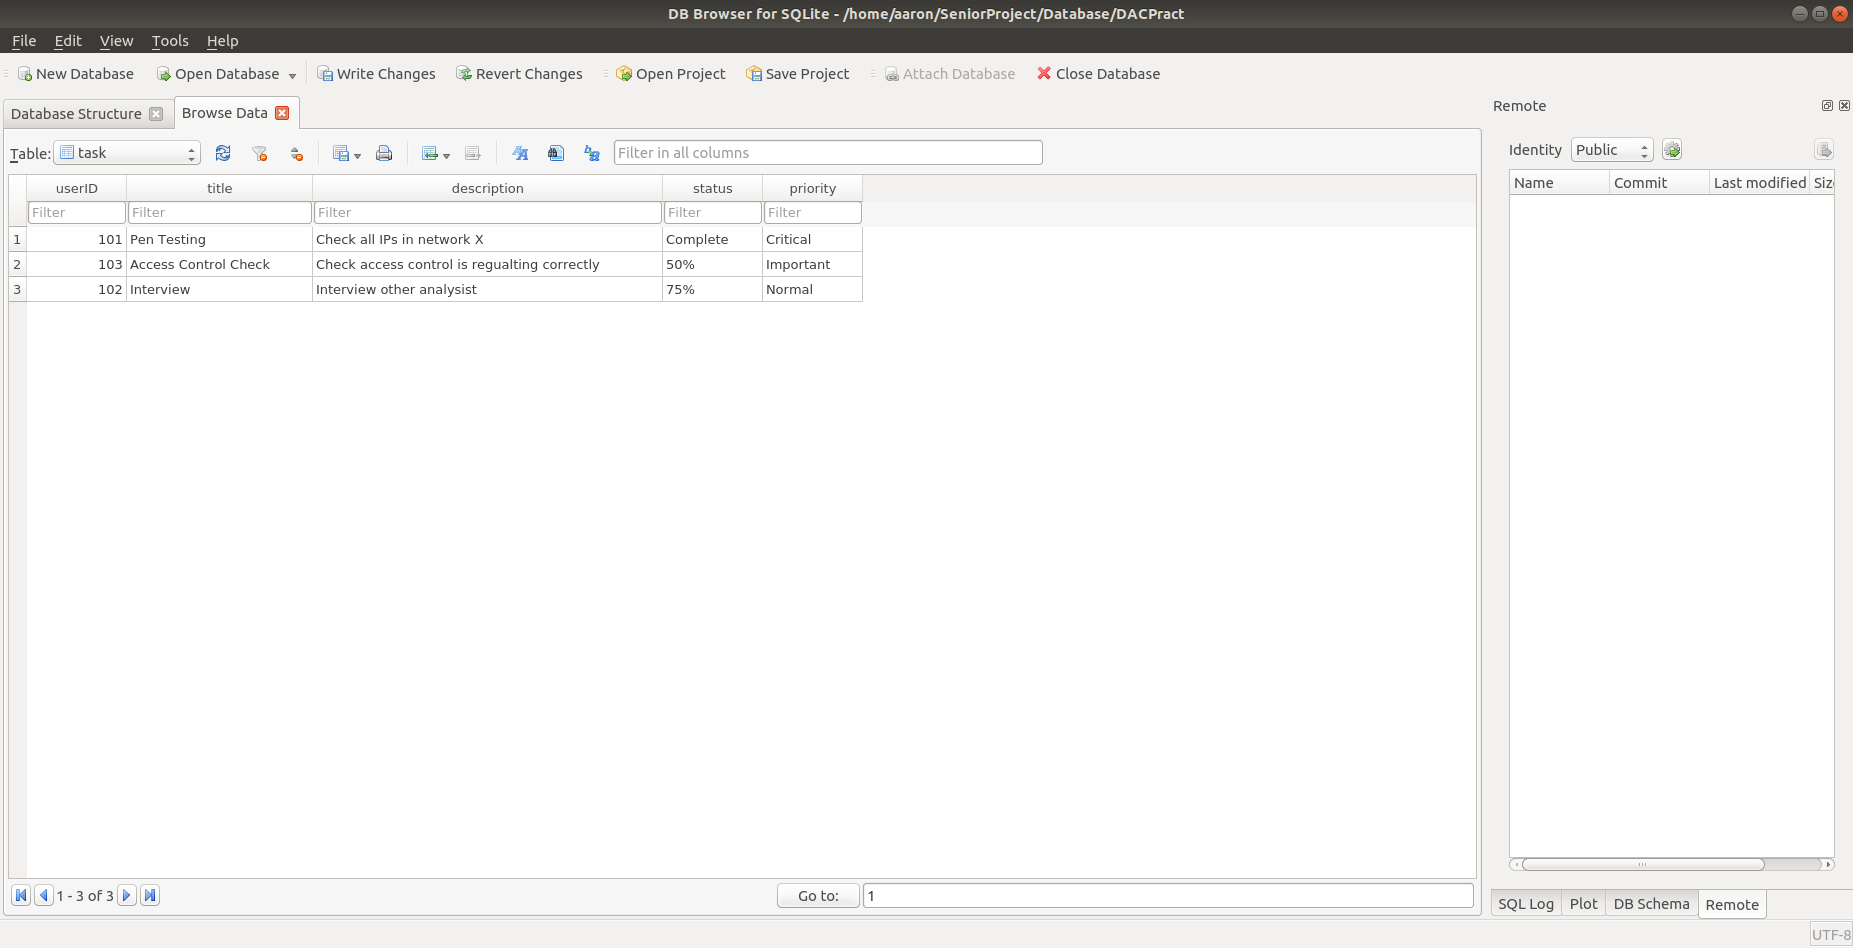 DB Browser for SQLite - /home/aaron/SeniorProject/Database/DACPract
File Edit View Tools Help
New Database Open Database Write Changes Revert Changes Open Project Save Project Attach Database Close Database
Database Structure Browse Data
Remote
Table: task Filter in all columns
Identity Public
userID title description status priority
Name Commit Last modified Siz
Filter Filter Filter Filter Filter
1 101 Pen Testing Check all IPs in network X Complete Critical
2 103 Access Control Check Check access control is regualting correctly 50% Important
3 102 Interview Interview other analysist 75% Normal
1 - 3 of 3 Go to: 1
SQL Log Plot DB Schema Remote
UTF-8